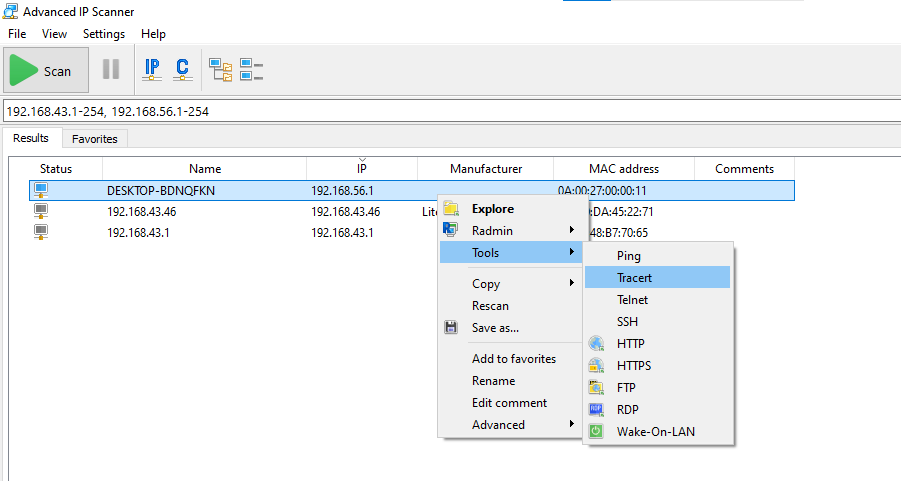 Advanced IP Scanner
File View Settings Help
Scan IP C
192.168.43.1-254, 192.168.56.1-254
Results Favorites
Status Name IP Manufacturer MAC address Comments
DESKTOP-BDNQFKN 192.168.56.1 0A:00:27:00:00:11
192.168.43.46 192.168.43.46 Lite DA:45:22:71
192.168.43.1 192.168.43.1 48:B7:70:65
Explore
Radmin
Tools
Copy
Rescan
Save as...
Add to favorites
Rename
Edit comment
Advanced
Ping
Tracert
Telnet
SSH
HTTP
HTTPS
FTP
RDP
Wake-On-LAN